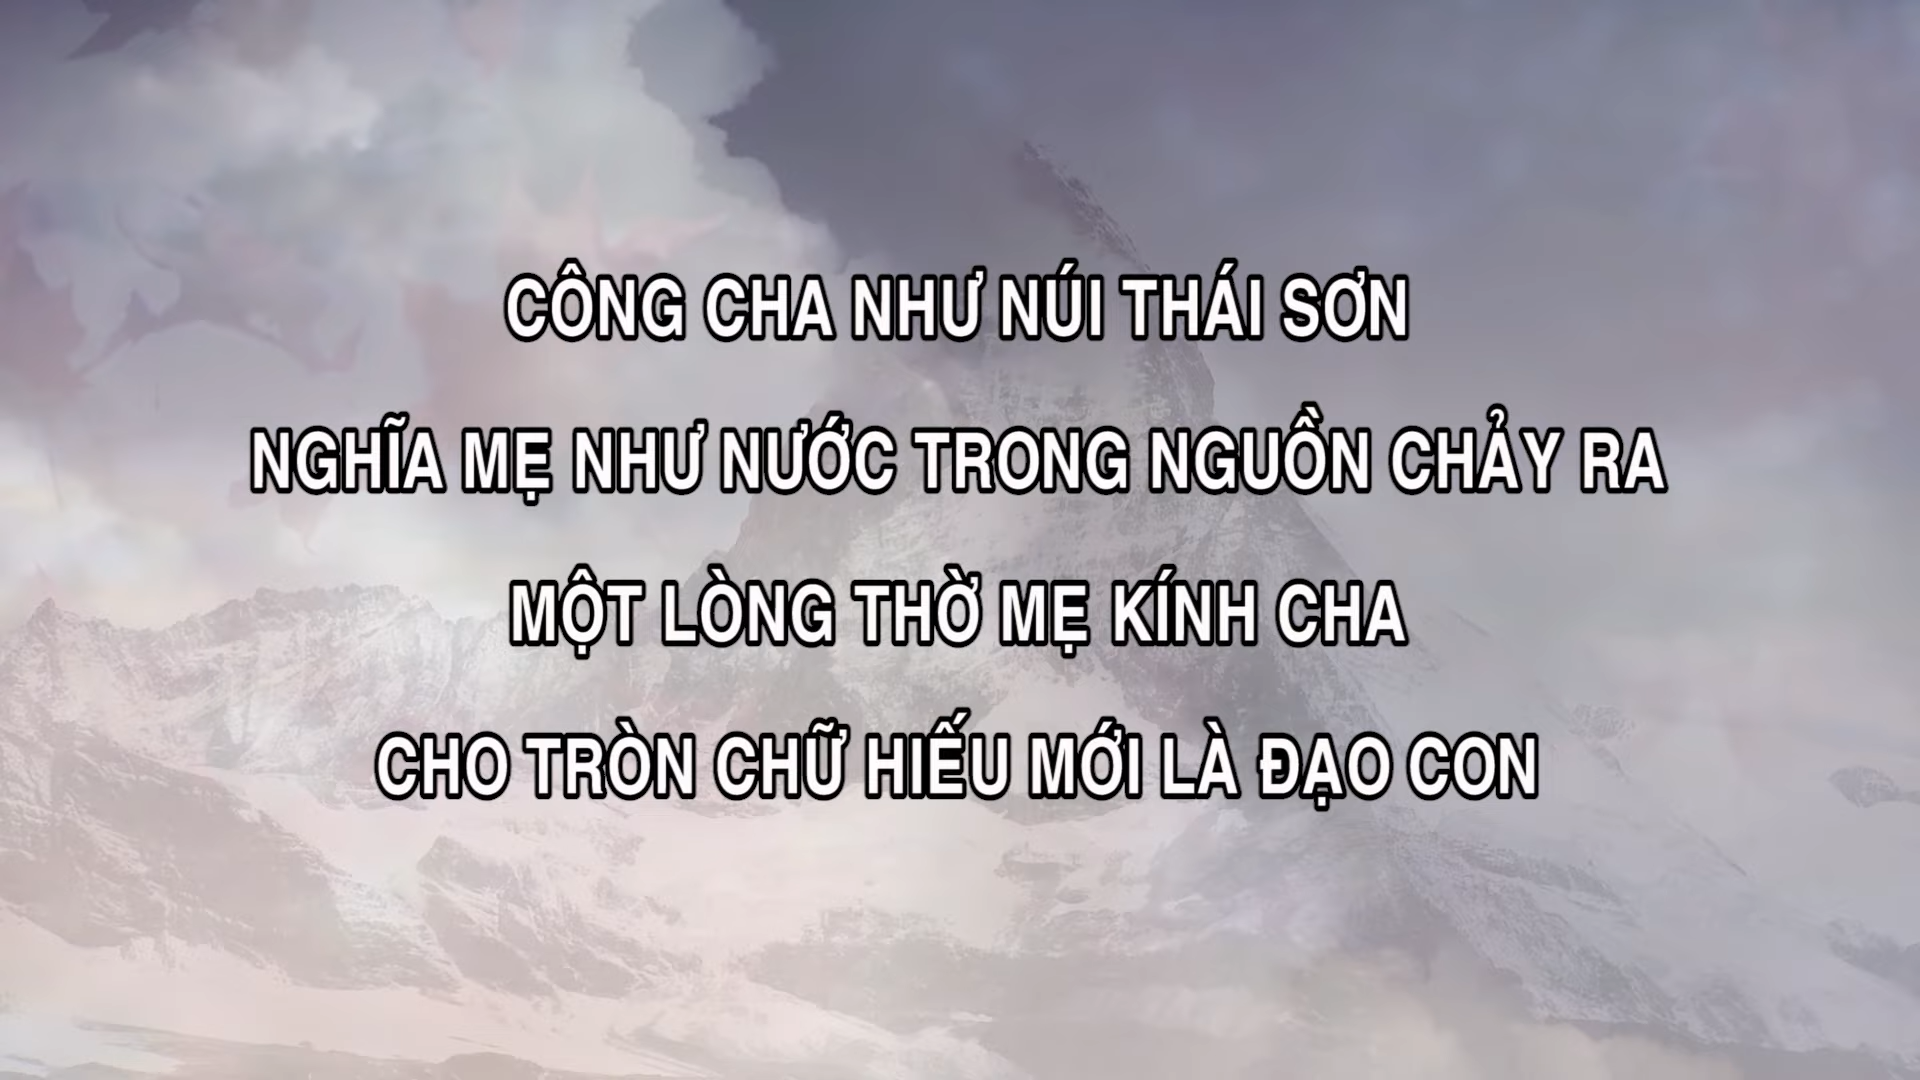 CÔNG CHA NHƯ NÚI THÁI SƠN
NGHĨA MẸ NHƯ NƯỚC TRONG NGUỒN CHẢY RA
MỘT LÒNG THỜ MẸ KÍNH CHA
CHO TRÒN CHỮ HIẾU MỚI LÀ ĐẠO CON